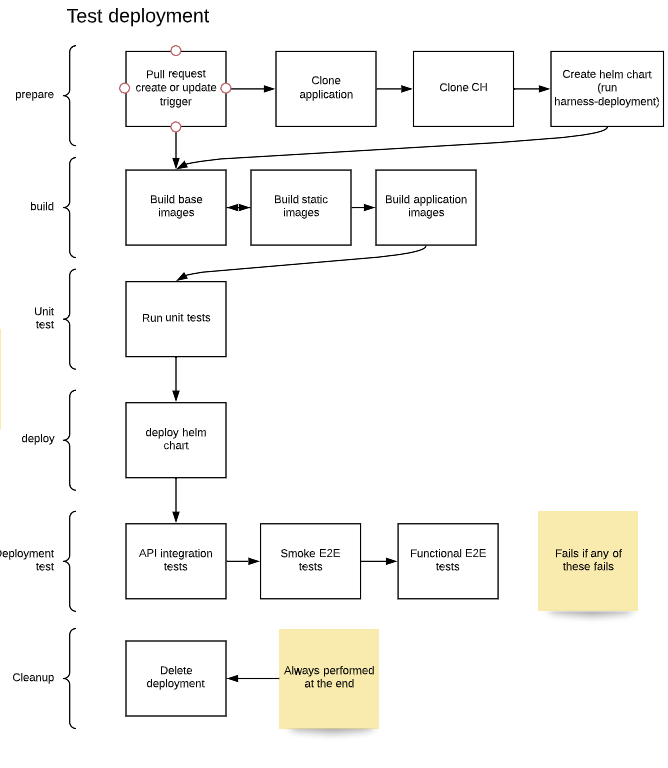 Test deployment
prepare
Pull request
create or update
trigger
Clone
application
Clone CH
Create helm chart
(run
harness-deployment)
build
Build base
images
Build static
images
Build application
images
Unit
test
Run unit tests
deploy
deploy helm
chart
Deployment
test
API integration
tests
Smoke E2E
tests
Functional E2E
tests
Fails if any of
these fails
Cleanup
Delete
deployment
Always performed
at the end